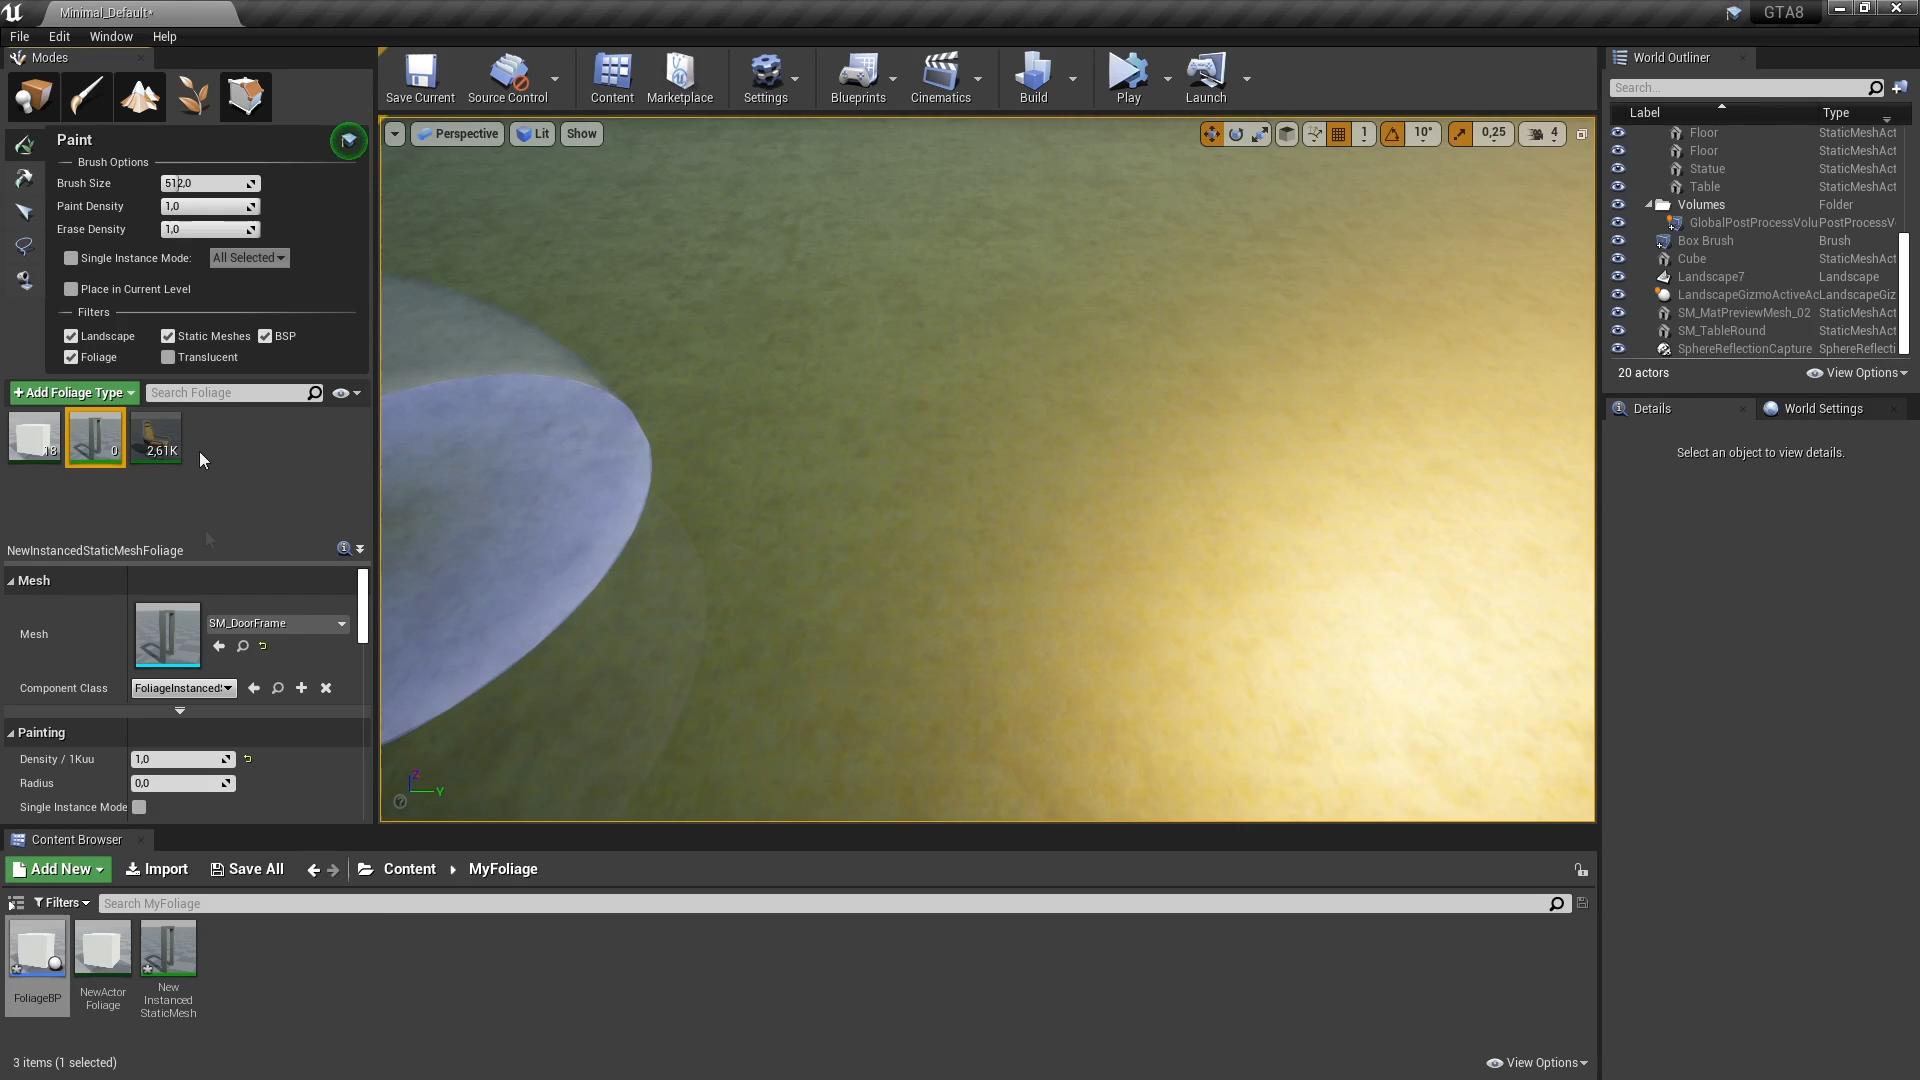 Minimal_Default*
GTA8
File Edit Window Help
Modes
Save Current Source Control Content Marketplace Settings Blueprints Cinematics Build Play Launch
Paint
Brush Options
Brush Size 512,0
Paint Density 1,0
Erase Density 1,0
Single Instance Mode: All Selected
Place in Current Level
Filters
Landscape Static Meshes BSP
Foliage Translucent
+Add Foliage Type Search Foliage
18 0 2,61K
NewInstancedStaticMeshFoliage
Mesh
Mesh SM_DoorFrame
Component Class FoliageInstanced
Painting
Density / 1Kuu 1,0
Radius 0,0
Single Instance Mode
Perspective Lit Show 1 10° 0,25 4
Z
Y
World Outliner
Search...
Label Type
Floor StaticMeshAct
Floor StaticMeshAct
Statue StaticMeshAct
Table StaticMeshAct
Volumes Folder
GlobalPostProcessVolu PostProcessV
Box Brush Brush
Cube StaticMeshAct
Landscape7 Landscape
LandscapeGizmoActiveAc LandscapeGiz
SM_MatPreviewMesh_02 StaticMeshAct
SM_TableRound StaticMeshAct
SphereReflectionCapture SphereReflecti
20 actors View Options
Details World Settings
Select an object to view details.
Content Browser
Add New Import Save All Content MyFoliage
Filters Search MyFoliage
FoliageBP
NewActor
Foliage
New
Instanced
StaticMesh
3 items (1 selected) View Options